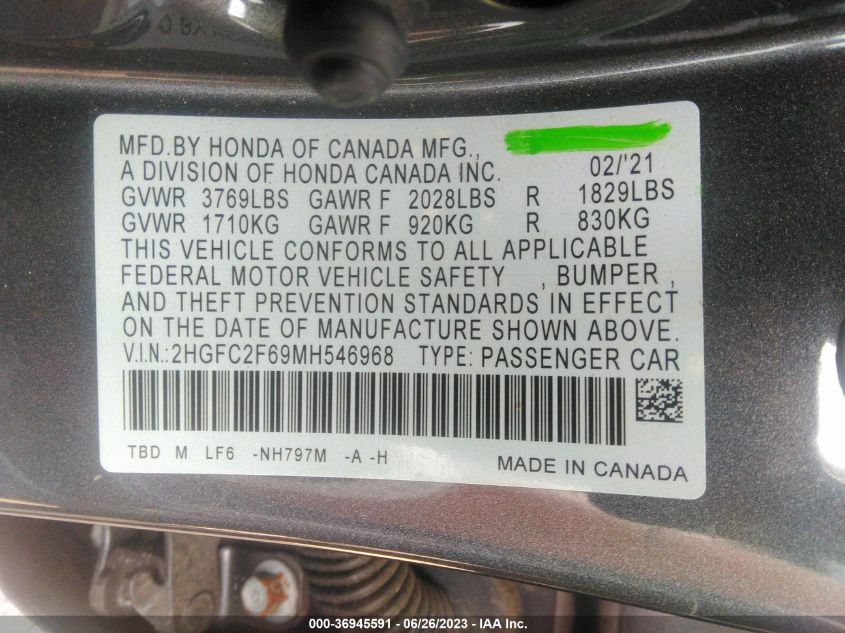 MFD.BY HONDA OF CANADA MFG.,
A DIVISION OF HONDA CANADA INC. 02/'21
GVWR 3769LBS GAWR F 2028LBS R 1829LBS
GVWR 1710KG GAWR F 920KG R 830KG
THIS VEHICLE CONFORMS TO ALL APPLICABLE
FEDERAL MOTOR VEHICLE SAFETY , BUMPER ,
AND THEFT PREVENTION STANDARDS IN EFFECT
ON THE DATE OF MANUFACTURE SHOWN ABOVE.
V.I.N.:2HGFC2F69MH546968 TYPE: PASSENGER CAR
TBD M LF6 -NH797M -A -H
MADE IN CANADA
000-36945591 - 06/26/2023 - IAA Inc.